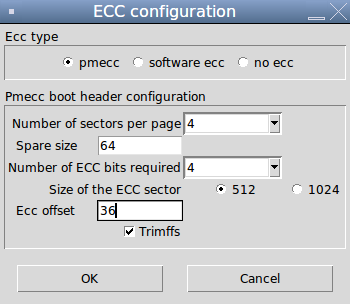 ECC configuration
Ecc type
pmecc software ecc no ecc
Pmecc boot header configuration
Number of sectors per page 4
Spare size 64
Number of ECC bits required 4
Size of the ECC sector 512 1024
Ecc offset 36
Trimffs
OK Cancel